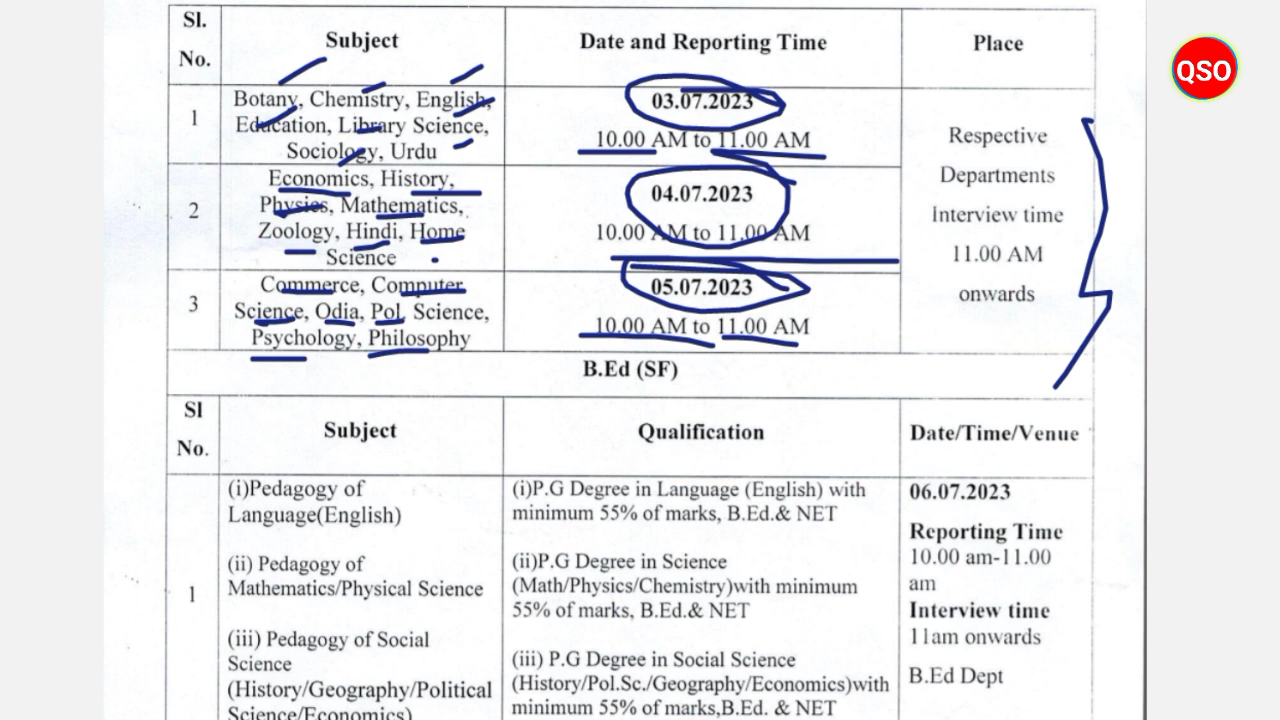 QSO
Sl.
No.
Subject
Date and Reporting Time
Place
1
Botany, Chemistry, English,
Education, Library Science,
Sociology, Urdu
03.07.2023
10.00 AM to 11.00 AM
Respective
Departments
Interview time
11.00 AM
onwards
2
Economics, History,
Physics, Mathematics,
Zoology, Hindi, Home
Science
04.07.2023
10.00 AM to 11.00 AM
3
Commerce, Computer
Science, Odia, Pol. Science,
Psychology, Philosophy
05.07.2023
10.00 AM to 11.00 AM
B.Ed (SF)
Sl
No.
Subject
Qualification
Date/Time/Venue
1
(i)Pedagogy of
Language(English)
(ii) Pedagogy of
Mathematics/Physical Science
(iii) Pedagogy of Social
Science
(History/Geography/Political
Science/Economics)
(i)P.G Degree in Language (English) with
minimum 55% of marks, B.Ed.& NET
(ii)P.G Degree in Science
(Math/Physics/Chemistry)with minimum
55% of marks, B.Ed.& NET
(iii) P.G Degree in Social Science
(History/Pol.Sc./Geography/Economics)with
minimum 55% of marks,B.Ed. & NET
06.07.2023
Reporting Time
10.00 am-11.00
am
Interview time
11am onwards
B.Ed Dept